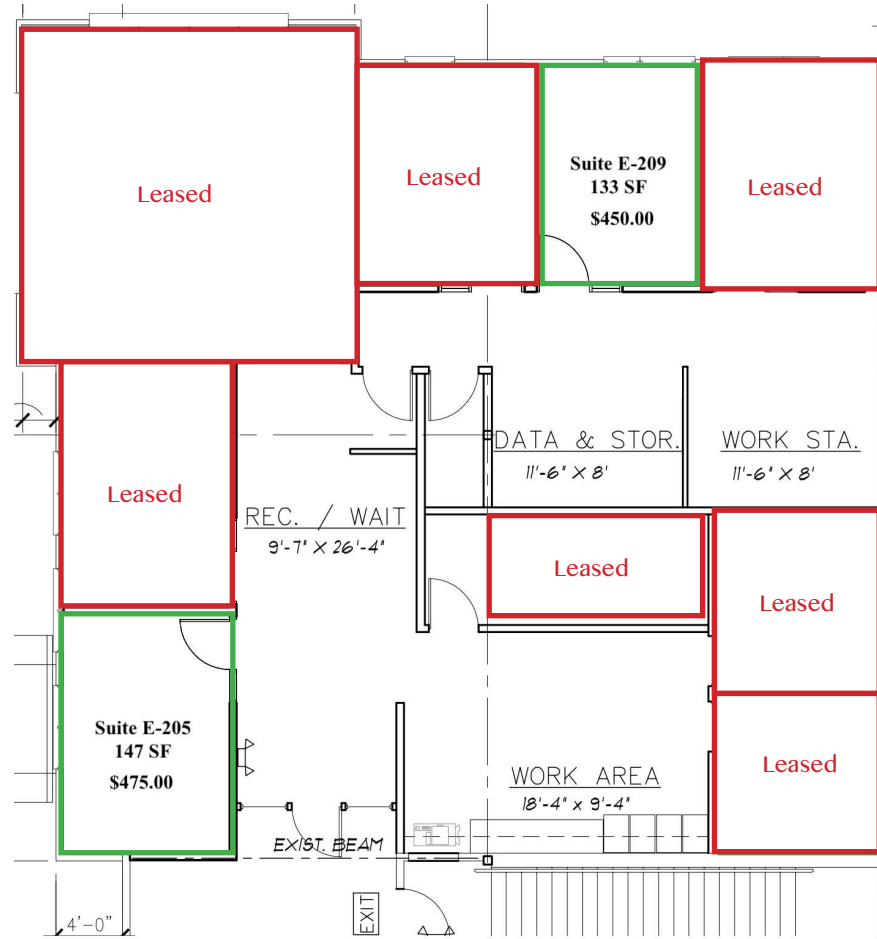 Leased
Leased
Suite E-209
133 SF
$450.00
Leased
DATA & STOR.
11'-6" X 8'
WORK STA.
11'-6" X 8'
Leased
REC. / WAIT
9'-7" X 26'-4"
Leased
Leased
Suite E-205
147 SF
$475.00
Leased
WORK AREA
18'-4" x 9'-4"
EXIST. BEAM
EXIT
4'-0"